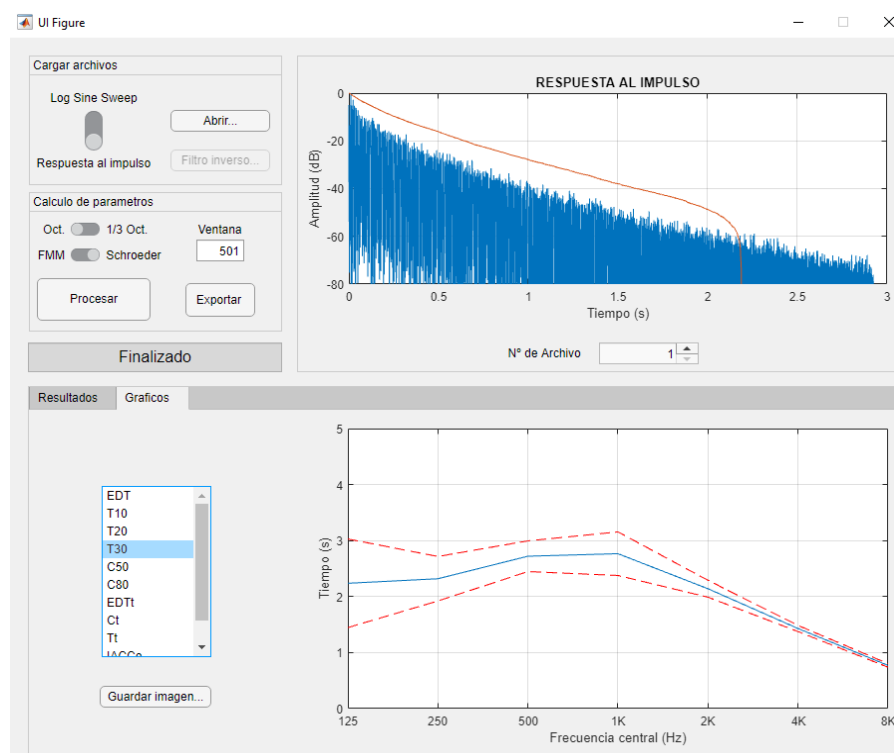 UI Figure
Cargar archivos
Log Sine Sweep
Abrir...
Respuesta al impulso
Filtro inverso...
Calculo de parametros
Oct. 1/3 Oct. Ventana
FMM Schroeder 501
Procesar
Exportar
Finalizado
RESPUESTA AL IMPULSO
Amplitud (dB)
0
-20
-40
-60
-80
0 0.5 1 1.5 2 2.5 3
Tiempo (s)
Nº de Archivo 1
Resultados Graficos
EDT
T10
T20
T30
C50
C80
EDTt
Ct
Tt
Guardar imagen...
Tiempo (s)
5
4
3
2
1
0
125 250 500 1K 2K 4K 8K
Frecuencia central (Hz)